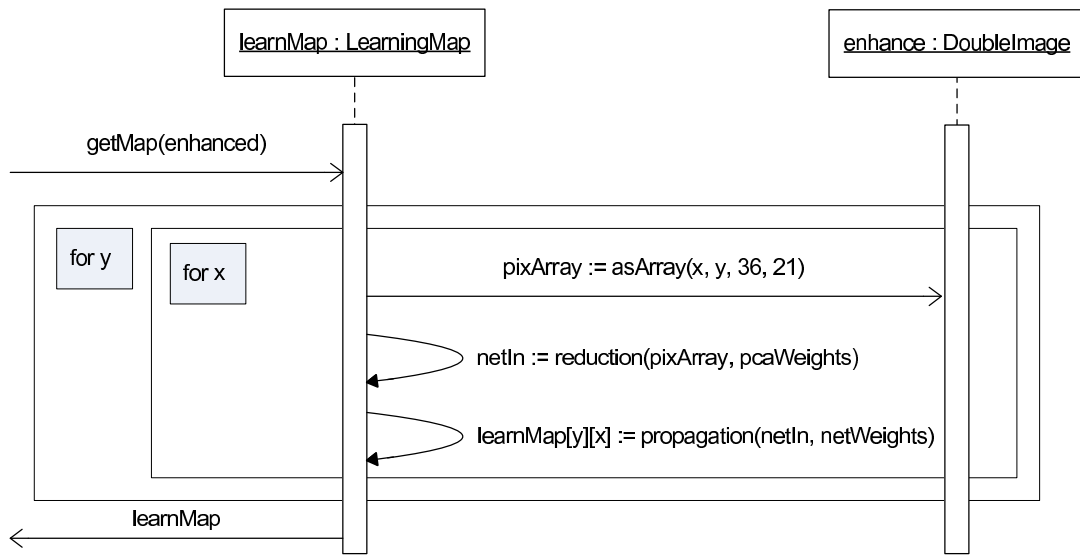 learnMap : LearningMap
enhance : DoubleImage
getMap(enhanced)
for y
for x
pixArray := asArray(x, y, 36, 21)
netIn := reduction(pixArray, pcaWeights)
learnMap[y][x] := propagation(netIn, netWeights)
learnMap